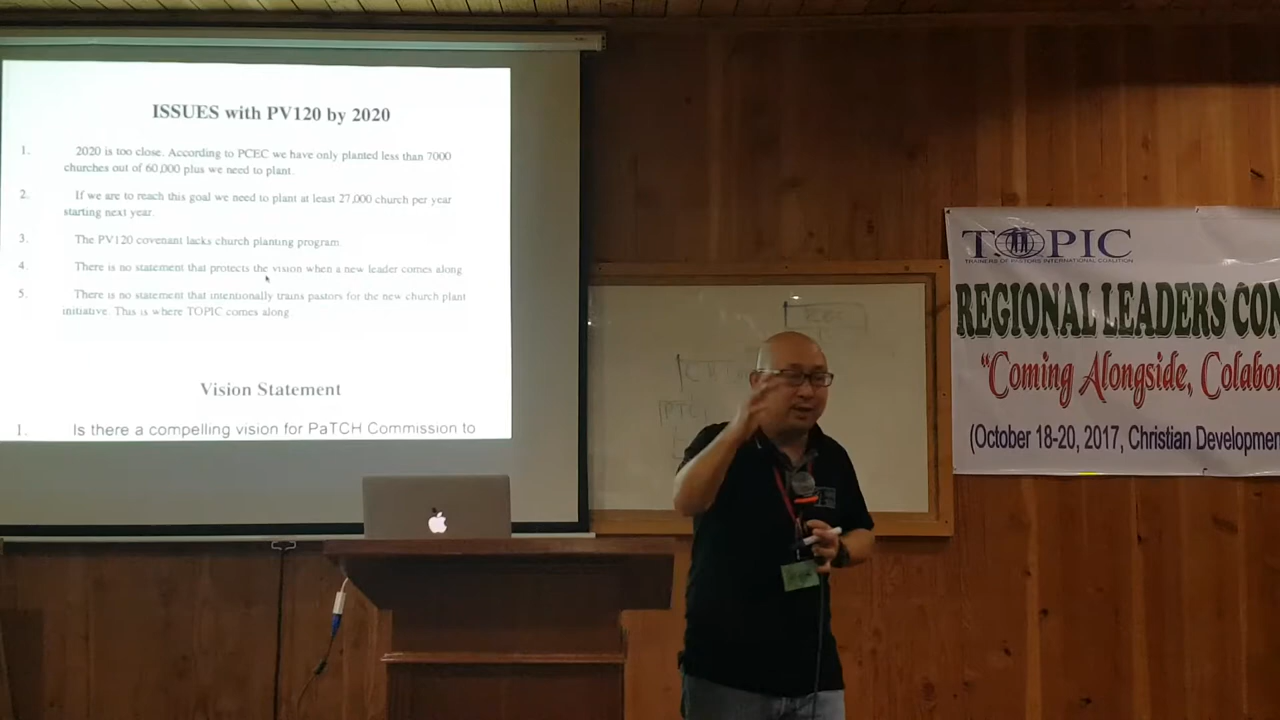 ISSUES with PV120 by 2020
1. 2020 is too close. According to PCEC we have only planted less than 7000
churches out of 60,000 plus we need to plant.
2. If we are to reach this goal we need to plant at least 27,000 church per year
starting next year.
3. The PV120 covenant lacks church planting program
4. There is no statement that protects the vision when a new leader comes along
5. There is no statement that intentionally trains pastors for the new church plant
initiative. This is where TOPIC comes along
Vision Statement
1. Is there a compelling vision for PaTCH Commission to
TOPIC
TRAINERS OF PASTORS INTERNATIONAL COALITION
REGIONAL LEADERS CON
"Coming Alongside, Colabor
(October 18-20, 2017, Christian Developmen